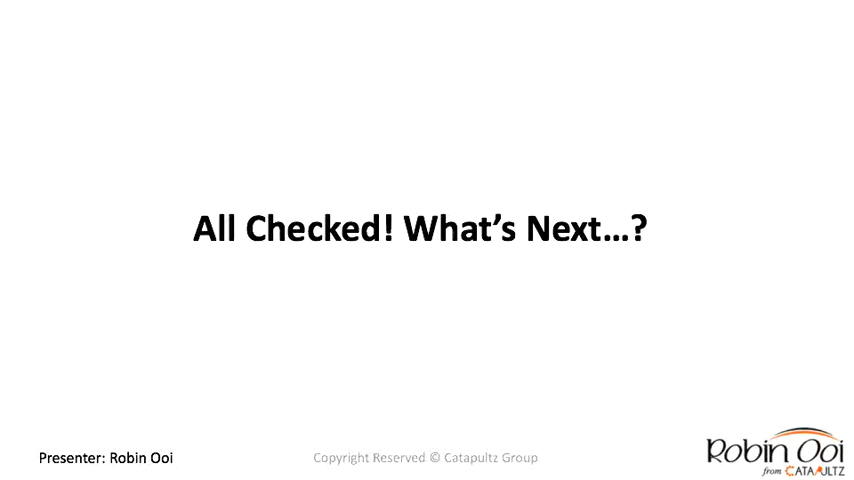 All Checked! What's Next…?
Presenter: Robin Ooi
Copyright Reserved © Catapultz Group
Robin Ooi
from CATAPULTZ